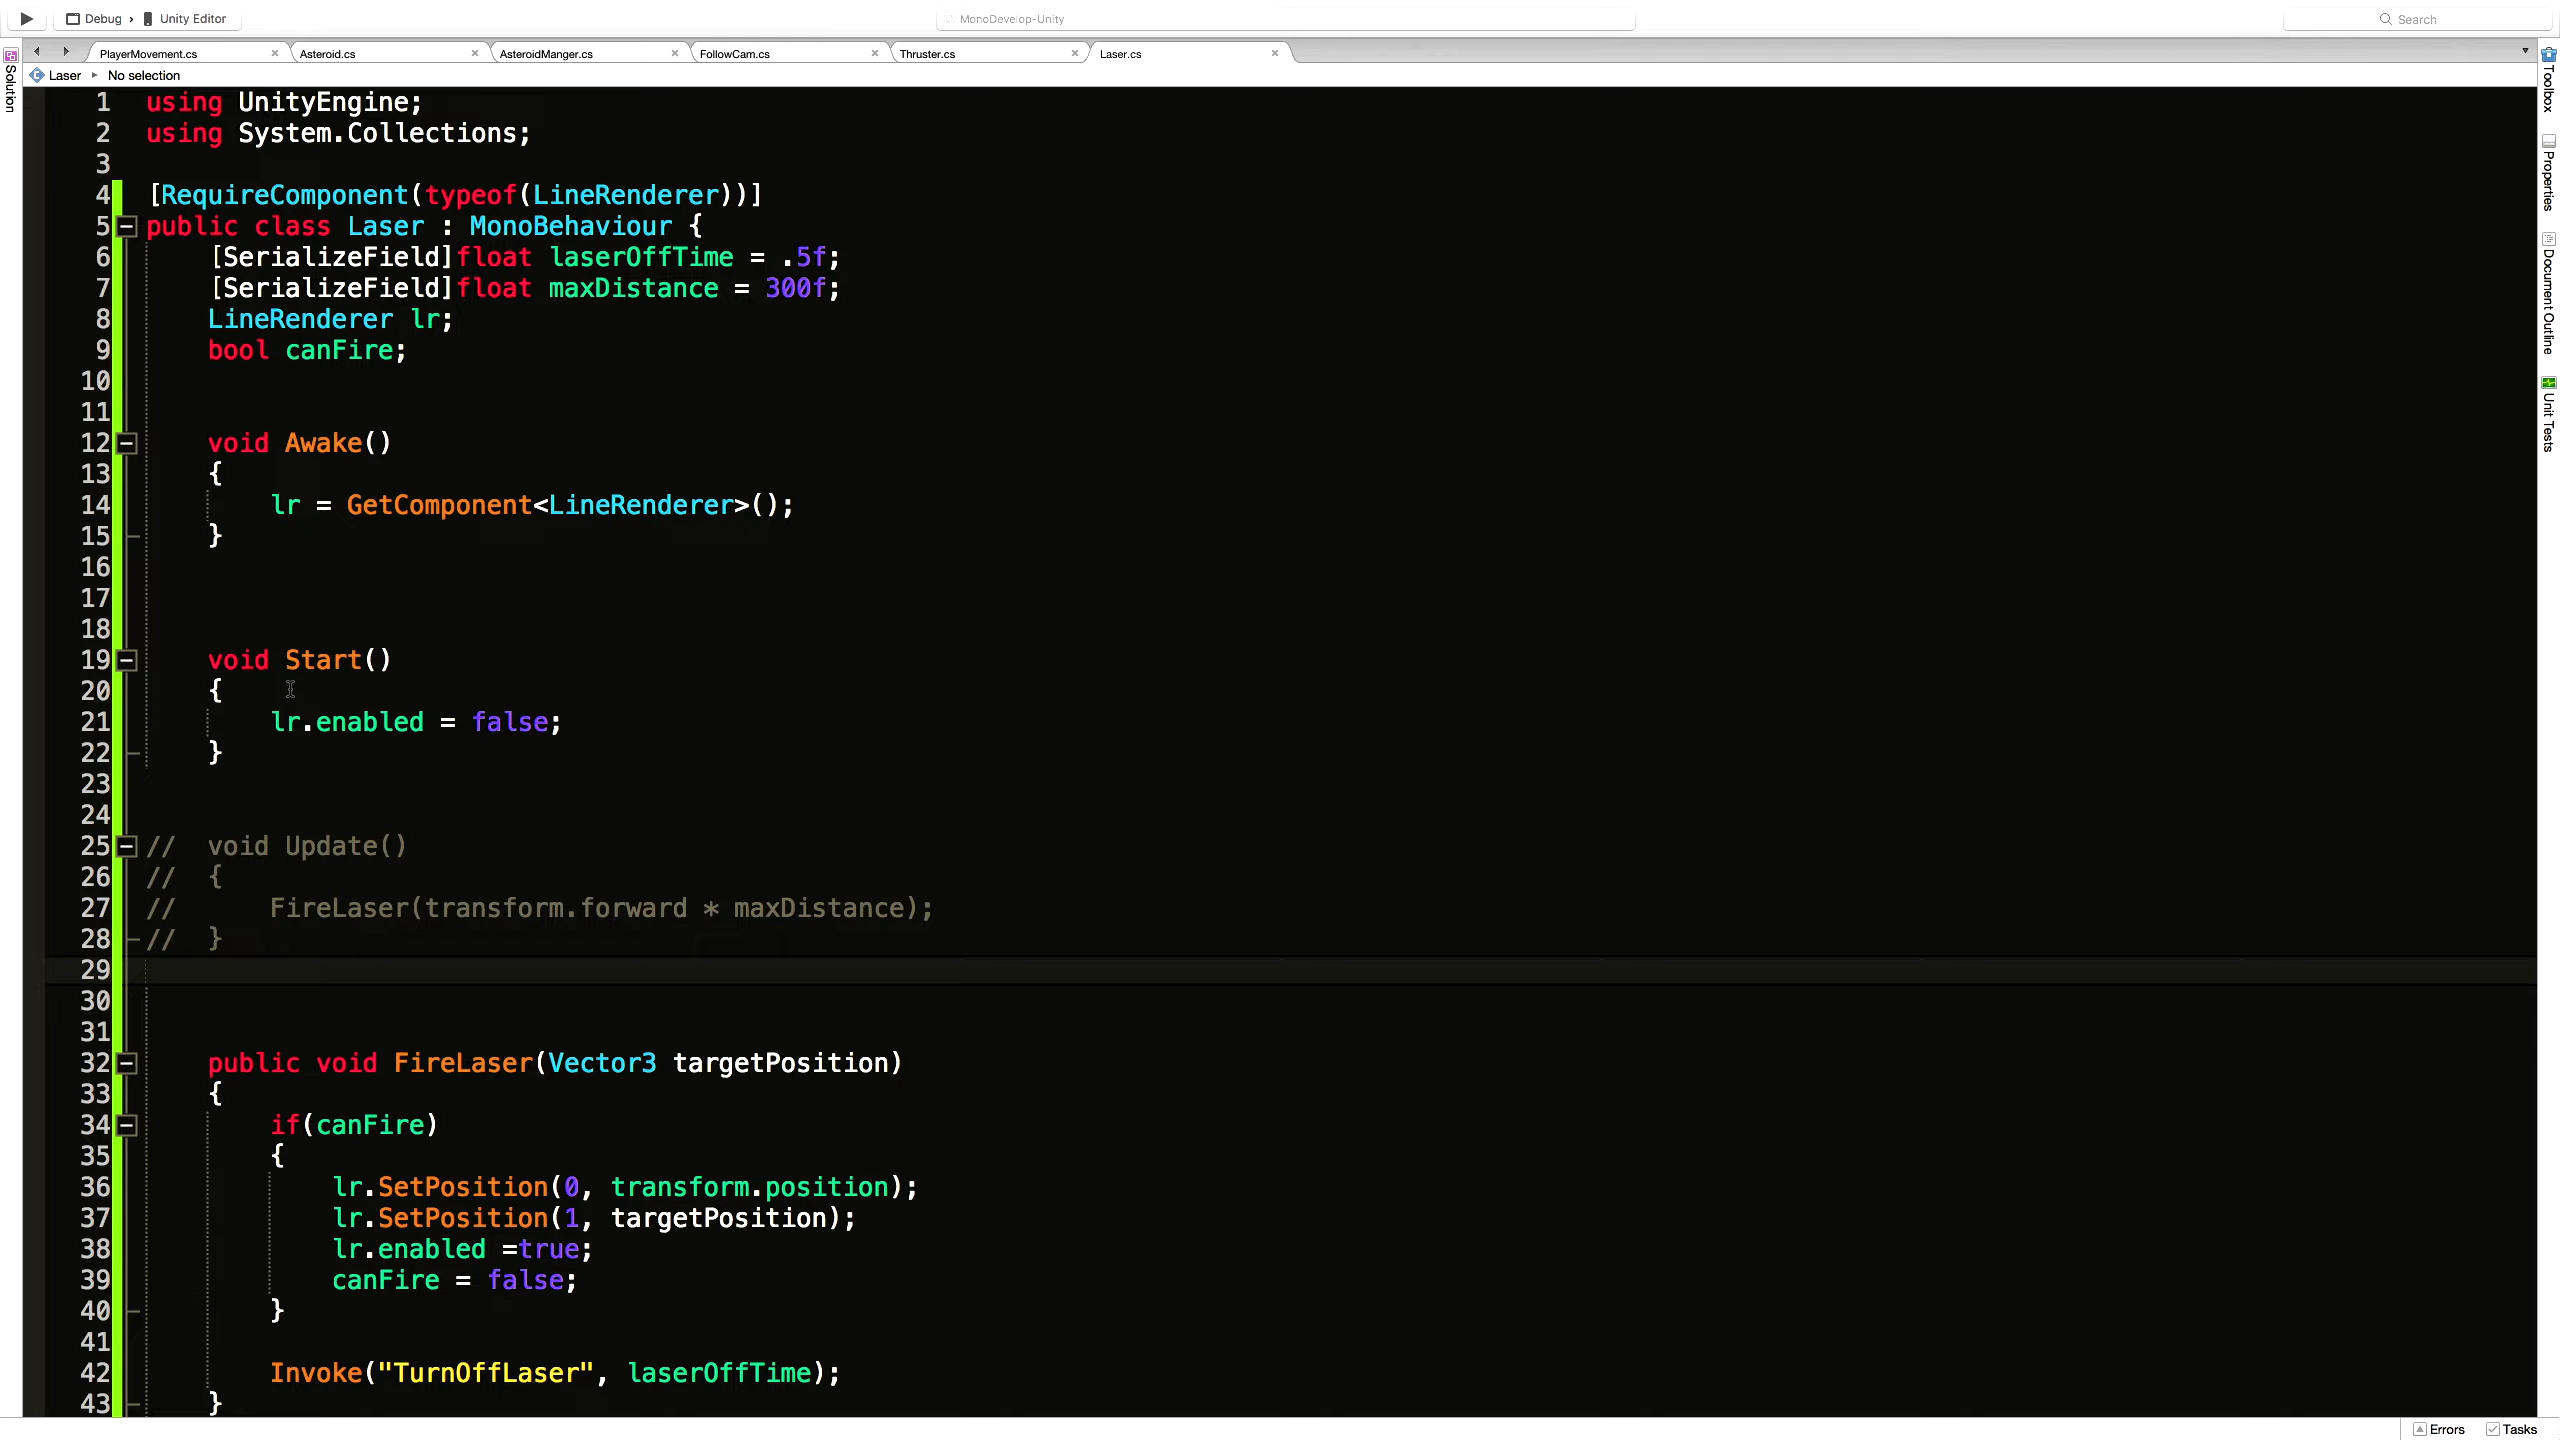 Debug › Unity Editor
MonoDevelop-Unity
Search
PlayerMovement.cs
Asteroid.cs
AsteroidManger.cs
FollowCam.cs
Thruster.cs
Laser.cs
Laser
No selection
Solution
Toolbox
Properties
Document Outline
Unit Tests
1 using UnityEngine;
2 using System.Collections;
3
4 [RequireComponent(typeof(LineRenderer))]
5 public class Laser : MonoBehaviour {
6 [SerializeField]float laserOffTime = .5f;
7 [SerializeField]float maxDistance = 300f;
8 LineRenderer lr;
9 bool canFire;
10
11
12 void Awake()
13 {
14 lr = GetComponent<LineRenderer>();
15 }
16
17
18
19 void Start()
20 {
21 lr.enabled = false;
22 }
23
24
25 // void Update()
26 // {
27 // FireLaser(transform.forward * maxDistance);
28 // }
29
30
31
32 public void FireLaser(Vector3 targetPosition)
33 {
34 if(canFire)
35 {
36 lr.SetPosition(0, transform.position);
37 lr.SetPosition(1, targetPosition);
38 lr.enabled =true;
39 canFire = false;
40 }
41
42 Invoke("TurnOffLaser", laserOffTime);
43 }
Errors
Tasks